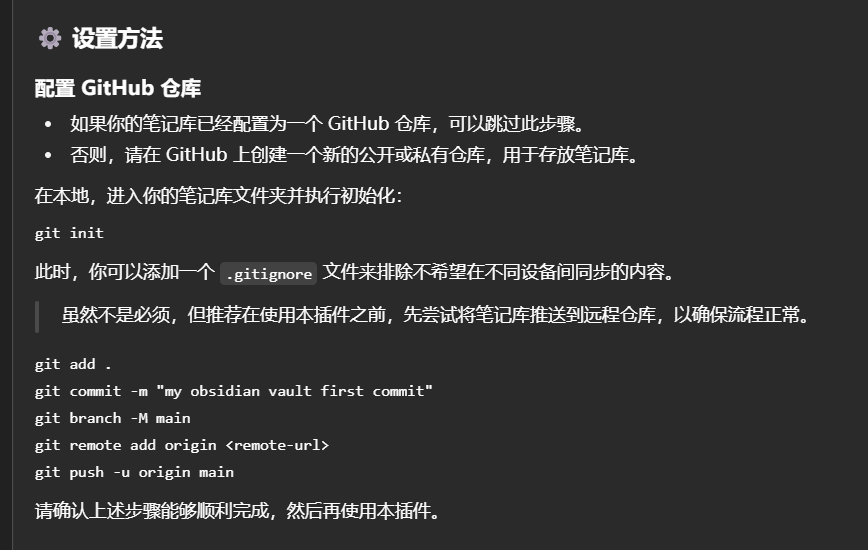 设置方法
配置 GitHub 仓库
• 如果你的笔记库已经配置为一个 GitHub 仓库，可以跳过此步骤。
• 否则，请在 GitHub 上创建一个新的公开或私有仓库，用于存放笔记库。
在本地，进入你的笔记库文件夹并执行初始化：
git init
此时，你可以添加一个 .gitignore 文件来排除不希望在不同设备间同步的内容。
虽然不是必须，但推荐在使用本插件之前，先尝试将笔记库推送到远程仓库，以确保流程正常。
git add .
git commit -m "my obsidian vault first commit"
git branch -M main
git remote add origin <remote-url>
git push -u origin main
请确认上述步骤能够顺利完成，然后再使用本插件。